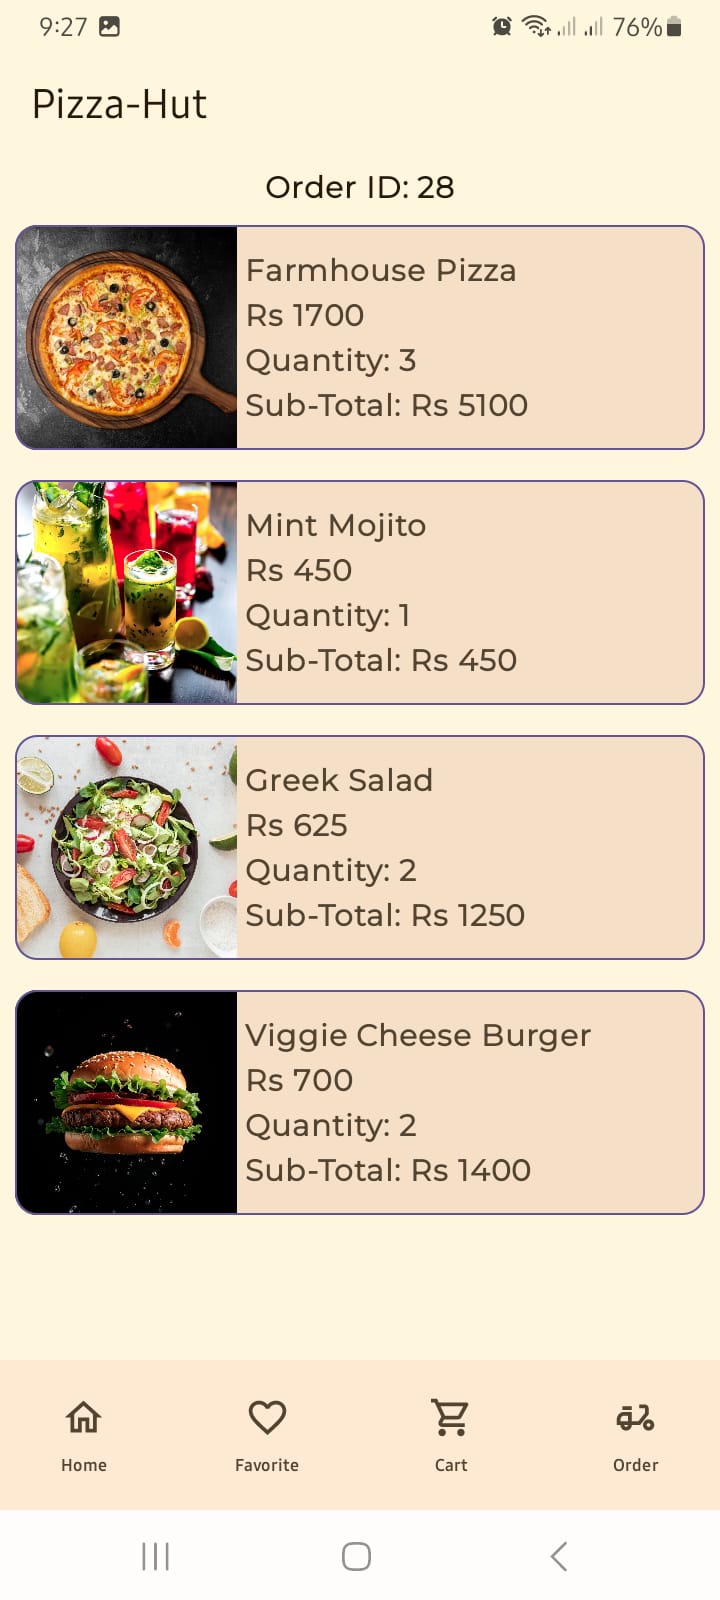 9:27 76%
Pizza-Hut
Order ID: 28
Farmhouse Pizza
Rs 1700
Quantity: 3
Sub-Total: Rs 5100
Mint Mojito
Rs 450
Quantity: 1
Sub-Total: Rs 450
Greek Salad
Rs 625
Quantity: 2
Sub-Total: Rs 1250
Viggie Cheese Burger
Rs 700
Quantity: 2
Sub-Total: Rs 1400
Home Favorite Cart Order